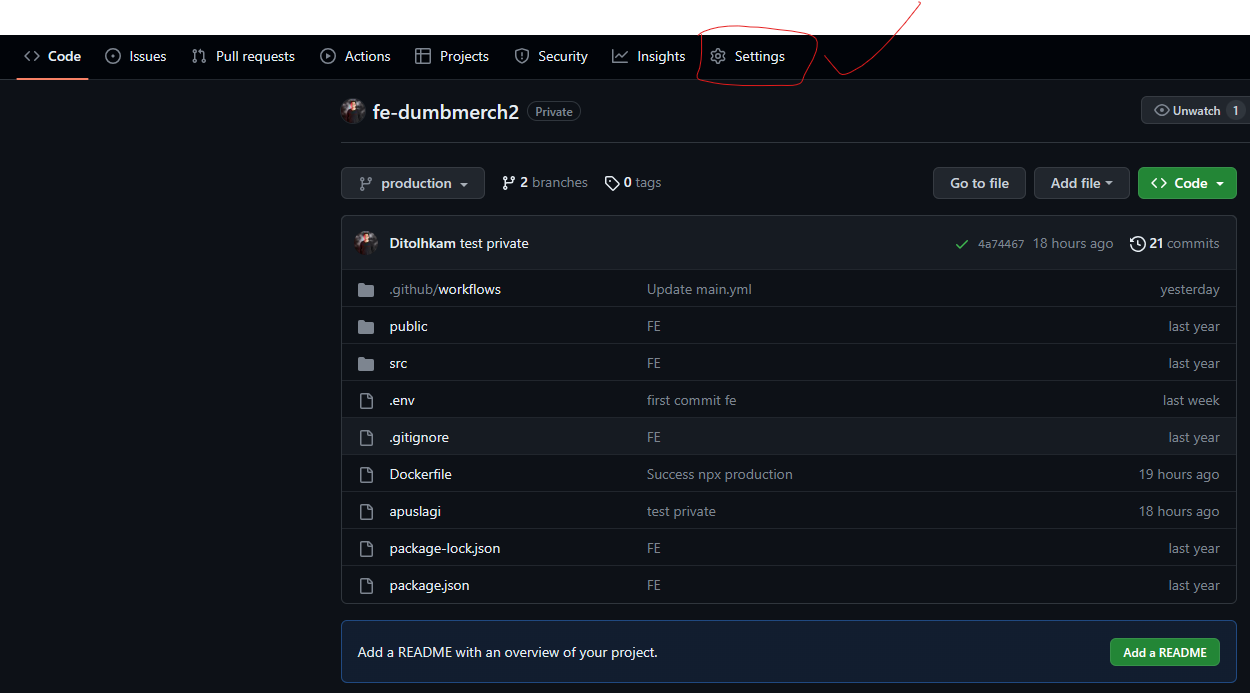 Code Issues Pull requests Actions Projects Security Insights Settings
fe-dumbmerch2 Private Unwatch 1
production 2 branches 0 tags Go to file Add file Code
DitoIhkam test private 4a74467 18 hours ago 21 commits
.github/workflows Update main.yml yesterday
public FE last year
src FE last year
.env first commit fe last week
.gitignore FE last year
Dockerfile Success npx production 19 hours ago
apuslagi test private 18 hours ago
package-lock.json FE last year
package.json FE last year
Add a README with an overview of your project. Add a README